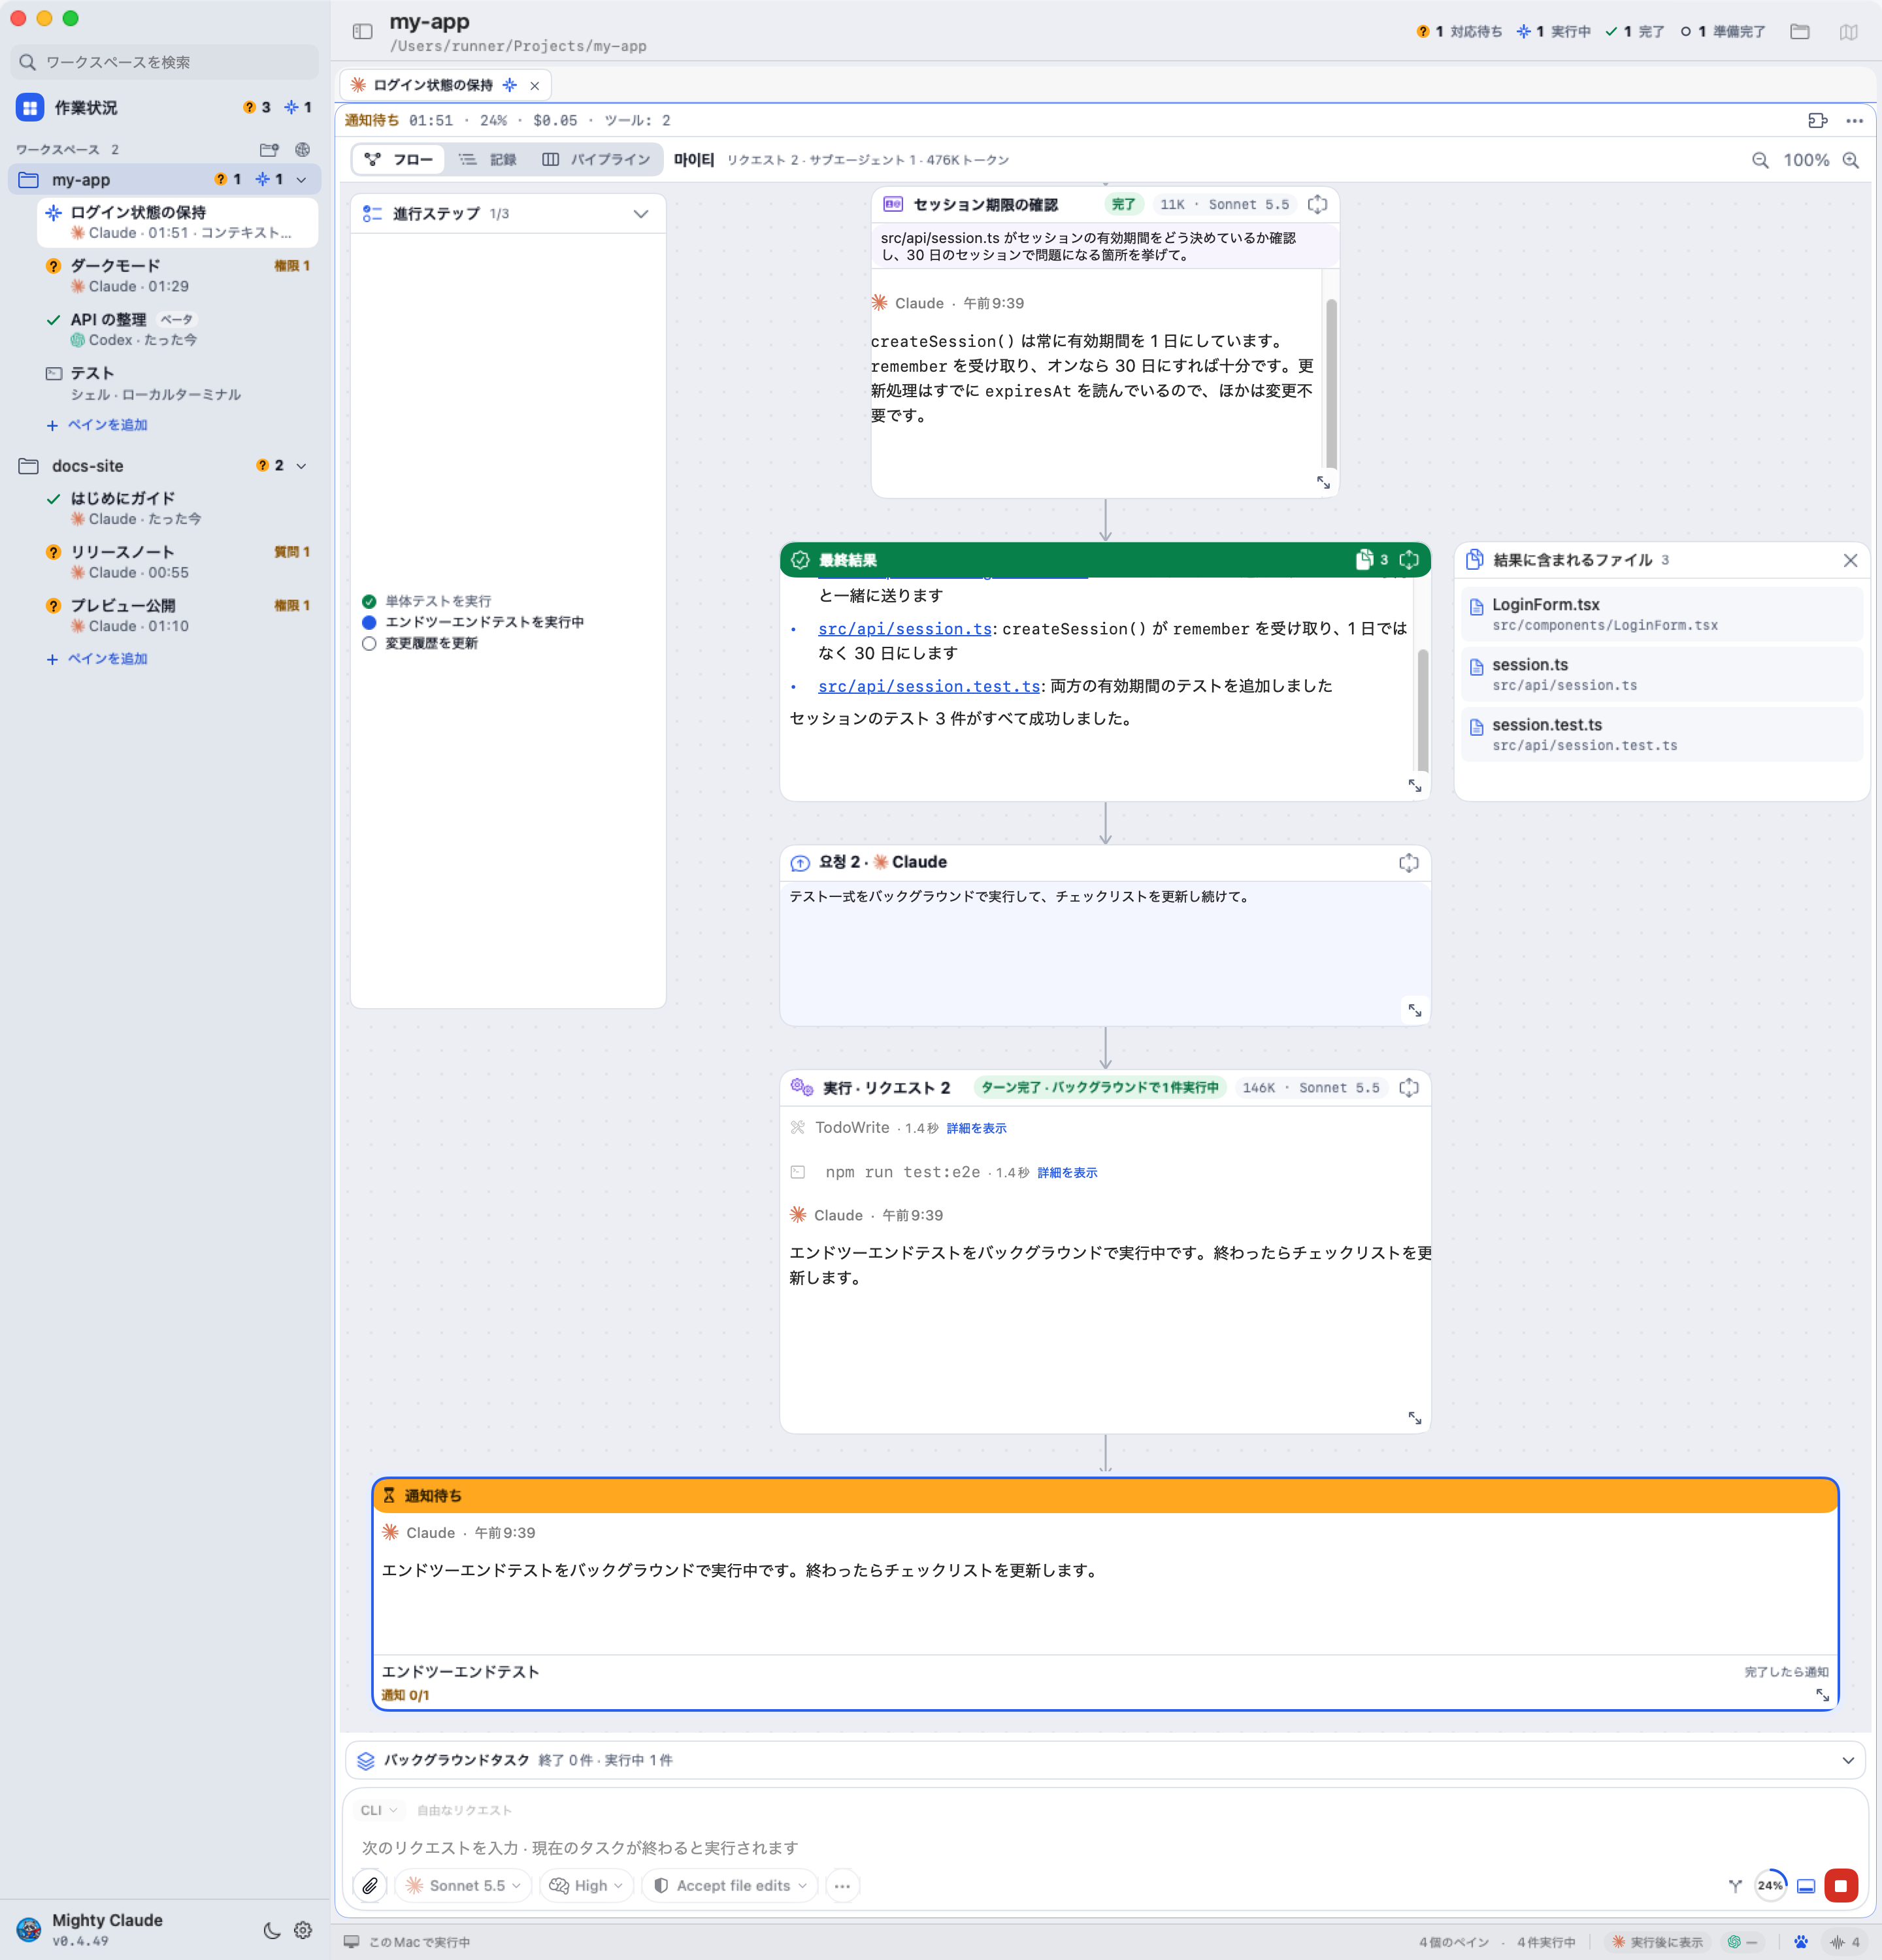 my-app
/Users/runner/Projects/my-app
1 対応待ち 1 実行中 1 完了 1 準備完了
ワークスペースを検索
作業状況 3 1
ワークスペース 2
my-app 1 1
ログイン状態の保持
Claude · 01:51 · コンテキスト...
ダークモード 権限 1
Claude · 01:29
API の整理 ベータ
Codex · たった今
テスト
シェル · ローカルターミナル
ペインを追加
docs-site 2
はじめにガイド
Claude · たった今
リリースノート 質問 1
Claude · 00:55
プレビュー公開 権限 1
Claude · 01:10
ペインを追加
Mighty Claude
v0.4.49
ログイン状態の保持
通知待ち 01:51 · 24% · $0.05 · ツール: 2
フロー 記録 パイプライン 마이티 リクエスト 2 · サブエージェント 1 · 476Kトークン
100%
進行ステップ 1/3
単体テストを実行
エンドツーエンドテストを実行中
変更履歴を更新
セッション期限の確認 完了 11K · Sonnet 5.5
src/api/session.ts がセッションの有効期間をどう決めているか確認
し、30 日のセッションで問題になる箇所を挙げて。
Claude · 午前9:39
createSession() は常に有効期間を 1 日にしています。
remember を受け取り、オンなら 30 日にすれば十分です。更
新処理はすでに expiresAt を読んでいるので、ほかは変更不
要です。
最終結果 3
と一緒に送ります
• src/api/session.ts: createSession() が remember を受け取り、1 日では
なく 30 日にします
• src/api/session.test.ts: 両方の有効期間のテストを追加しました
セッションのテスト 3 件がすべて成功しました。
結果に含まれるファイル 3
LoginForm.tsx
src/components/LoginForm.tsx
session.ts
src/api/session.ts
session.test.ts
src/api/session.test.ts
요청 2 · Claude
テスト一式をバックグラウンドで実行して、チェックリストを更新し続けて。
実行 · リクエスト 2 ターン完了 · バックグラウンドで1件実行中 146K · Sonnet 5.5
TodoWrite · 1.4秒 詳細を表示
npm run test:e2e · 1.4秒 詳細を表示
Claude · 午前9:39
エンドツーエンドテストをバックグラウンドで実行中です。終わったらチェックリストを更
新します。
通知待ち
Claude · 午前9:39
エンドツーエンドテストをバックグラウンドで実行中です。終わったらチェックリストを更新します。
エンドツーエンドテスト 完了したら通知
通知 0/1
バックグラウンドタスク 終了 0件 · 実行中 1件
CLI 自由なリクエスト
次のリクエストを入力 · 現在のタスクが終わると実行されます
Sonnet 5.5 High Accept file edits ... 24%
このMacで実行中 4個のペイン · 4件実行中 実行後に表示 — 4